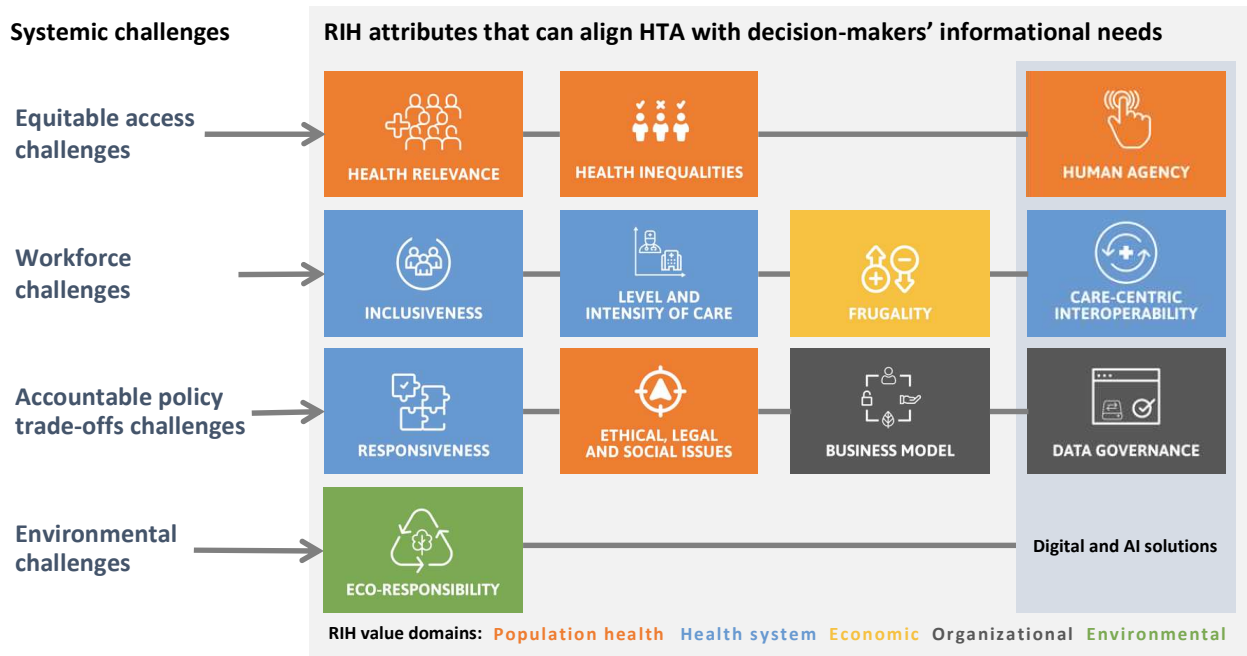 Systemic challenges
RIH attributes that can align HTA with decision-makers’ informational needs
Equitable access
challenges
HEALTH RELEVANCE
HEALTH INEQUALITIES
HUMAN AGENCY
Workforce
challenges
INCLUSIVENESS
LEVEL AND
INTENSITY OF CARE
FRUGALITY
CARE-CENTRIC
INTEROPERABILITY
Accountable policy
trade-offs challenges
RESPONSIVENESS
ETHICAL, LEGAL
AND SOCIAL ISSUES
BUSINESS MODEL
DATA GOVERNANCE
Environmental
challenges
ECO-RESPONSIBILITY
Digital and AI solutions
RIH value domains: Population health Health system Economic Organizational Environmental